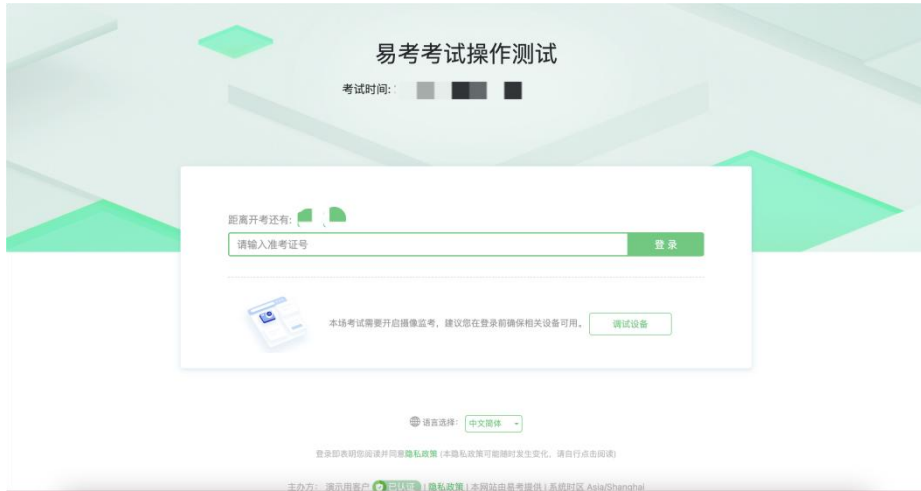 易考考试操作测试
考试时间:
距离开考还有:
请输入准考证号
登录
本场考试需要开启摄像监考，建议您在登录前确保相关设备可用。
调试设备
语言选择: 中文简体
登录即表明您阅读并同意隐私政策 (本隐私政策可能随时发生变化，请自行点击阅读)
主办方: 演示用客户 已认证 | 隐私政策 | 本网站由易考提供 | 系统时区 Asia/Shanghai